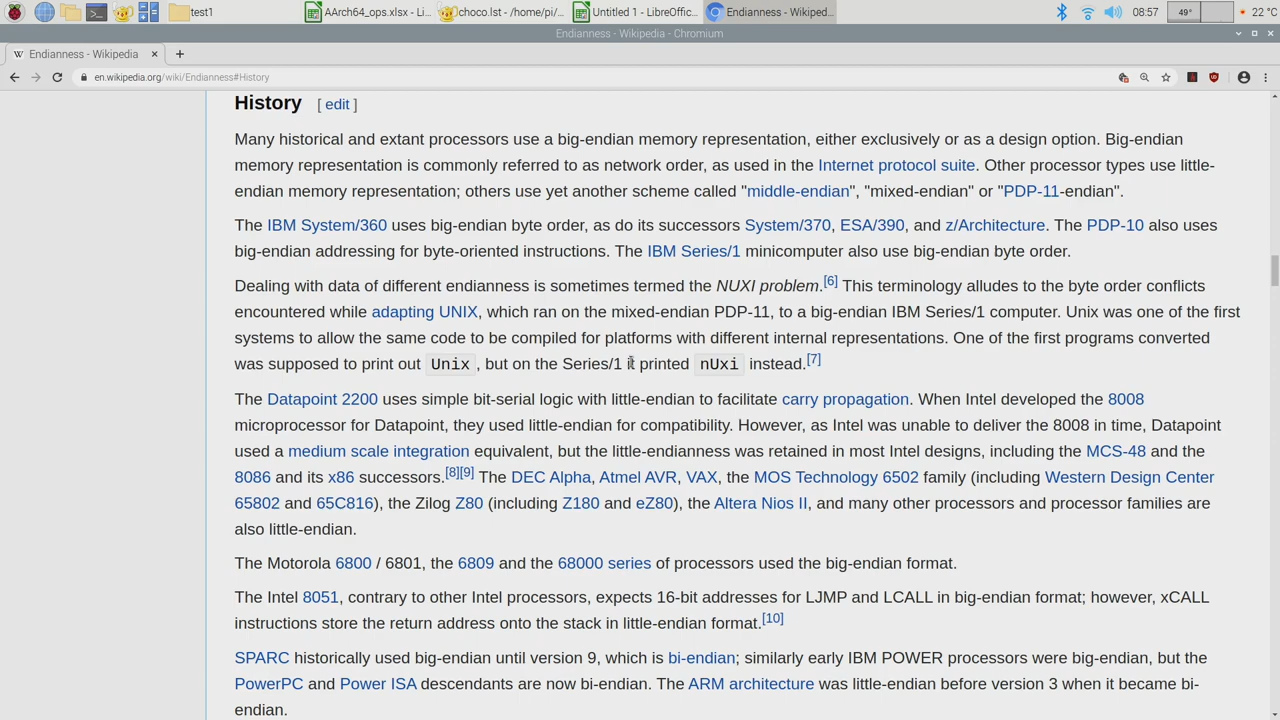 test1
AArch64_ops.xlsx - Li...
choco.lst - /home/pi/...
Untitled 1 - LibreOffic...
Endianness - Wikiped...
08:57
49°
22 °C
Endianness - Wikipedia - Chromium
W Endianness - Wikipedia × +
en.wikipedia.org/wiki/Endianness#History
History [ edit ]
Many historical and extant processors use a big-endian memory representation, either exclusively or as a design option. Big-endian
memory representation is commonly referred to as network order, as used in the Internet protocol suite. Other processor types use little-
endian memory representation; others use yet another scheme called "middle-endian", "mixed-endian" or "PDP-11-endian".
The IBM System/360 uses big-endian byte order, as do its successors System/370, ESA/390, and z/Architecture. The PDP-10 also uses
big-endian addressing for byte-oriented instructions. The IBM Series/1 minicomputer also use big-endian byte order.
Dealing with data of different endianness is sometimes termed the NUXI problem.[6] This terminology alludes to the byte order conflicts
encountered while adapting UNIX, which ran on the mixed-endian PDP-11, to a big-endian IBM Series/1 computer. Unix was one of the first
systems to allow the same code to be compiled for platforms with different internal representations. One of the first programs converted
was supposed to print out Unix , but on the Series/1 it printed nUxi instead.[7]
The Datapoint 2200 uses simple bit-serial logic with little-endian to facilitate carry propagation. When Intel developed the 8008
microprocessor for Datapoint, they used little-endian for compatibility. However, as Intel was unable to deliver the 8008 in time, Datapoint
used a medium scale integration equivalent, but the little-endianness was retained in most Intel designs, including the MCS-48 and the
8086 and its x86 successors.[8][9] The DEC Alpha, Atmel AVR, VAX, the MOS Technology 6502 family (including Western Design Center
65802 and 65C816), the Zilog Z80 (including Z180 and eZ80), the Altera Nios II, and many other processors and processor families are
also little-endian.
The Motorola 6800 / 6801, the 6809 and the 68000 series of processors used the big-endian format.
The Intel 8051, contrary to other Intel processors, expects 16-bit addresses for LJMP and LCALL in big-endian format; however, xCALL
instructions store the return address onto the stack in little-endian format.[10]
SPARC historically used big-endian until version 9, which is bi-endian; similarly early IBM POWER processors were big-endian, but the
PowerPC and Power ISA descendants are now bi-endian. The ARM architecture was little-endian before version 3 when it became bi-
endian.